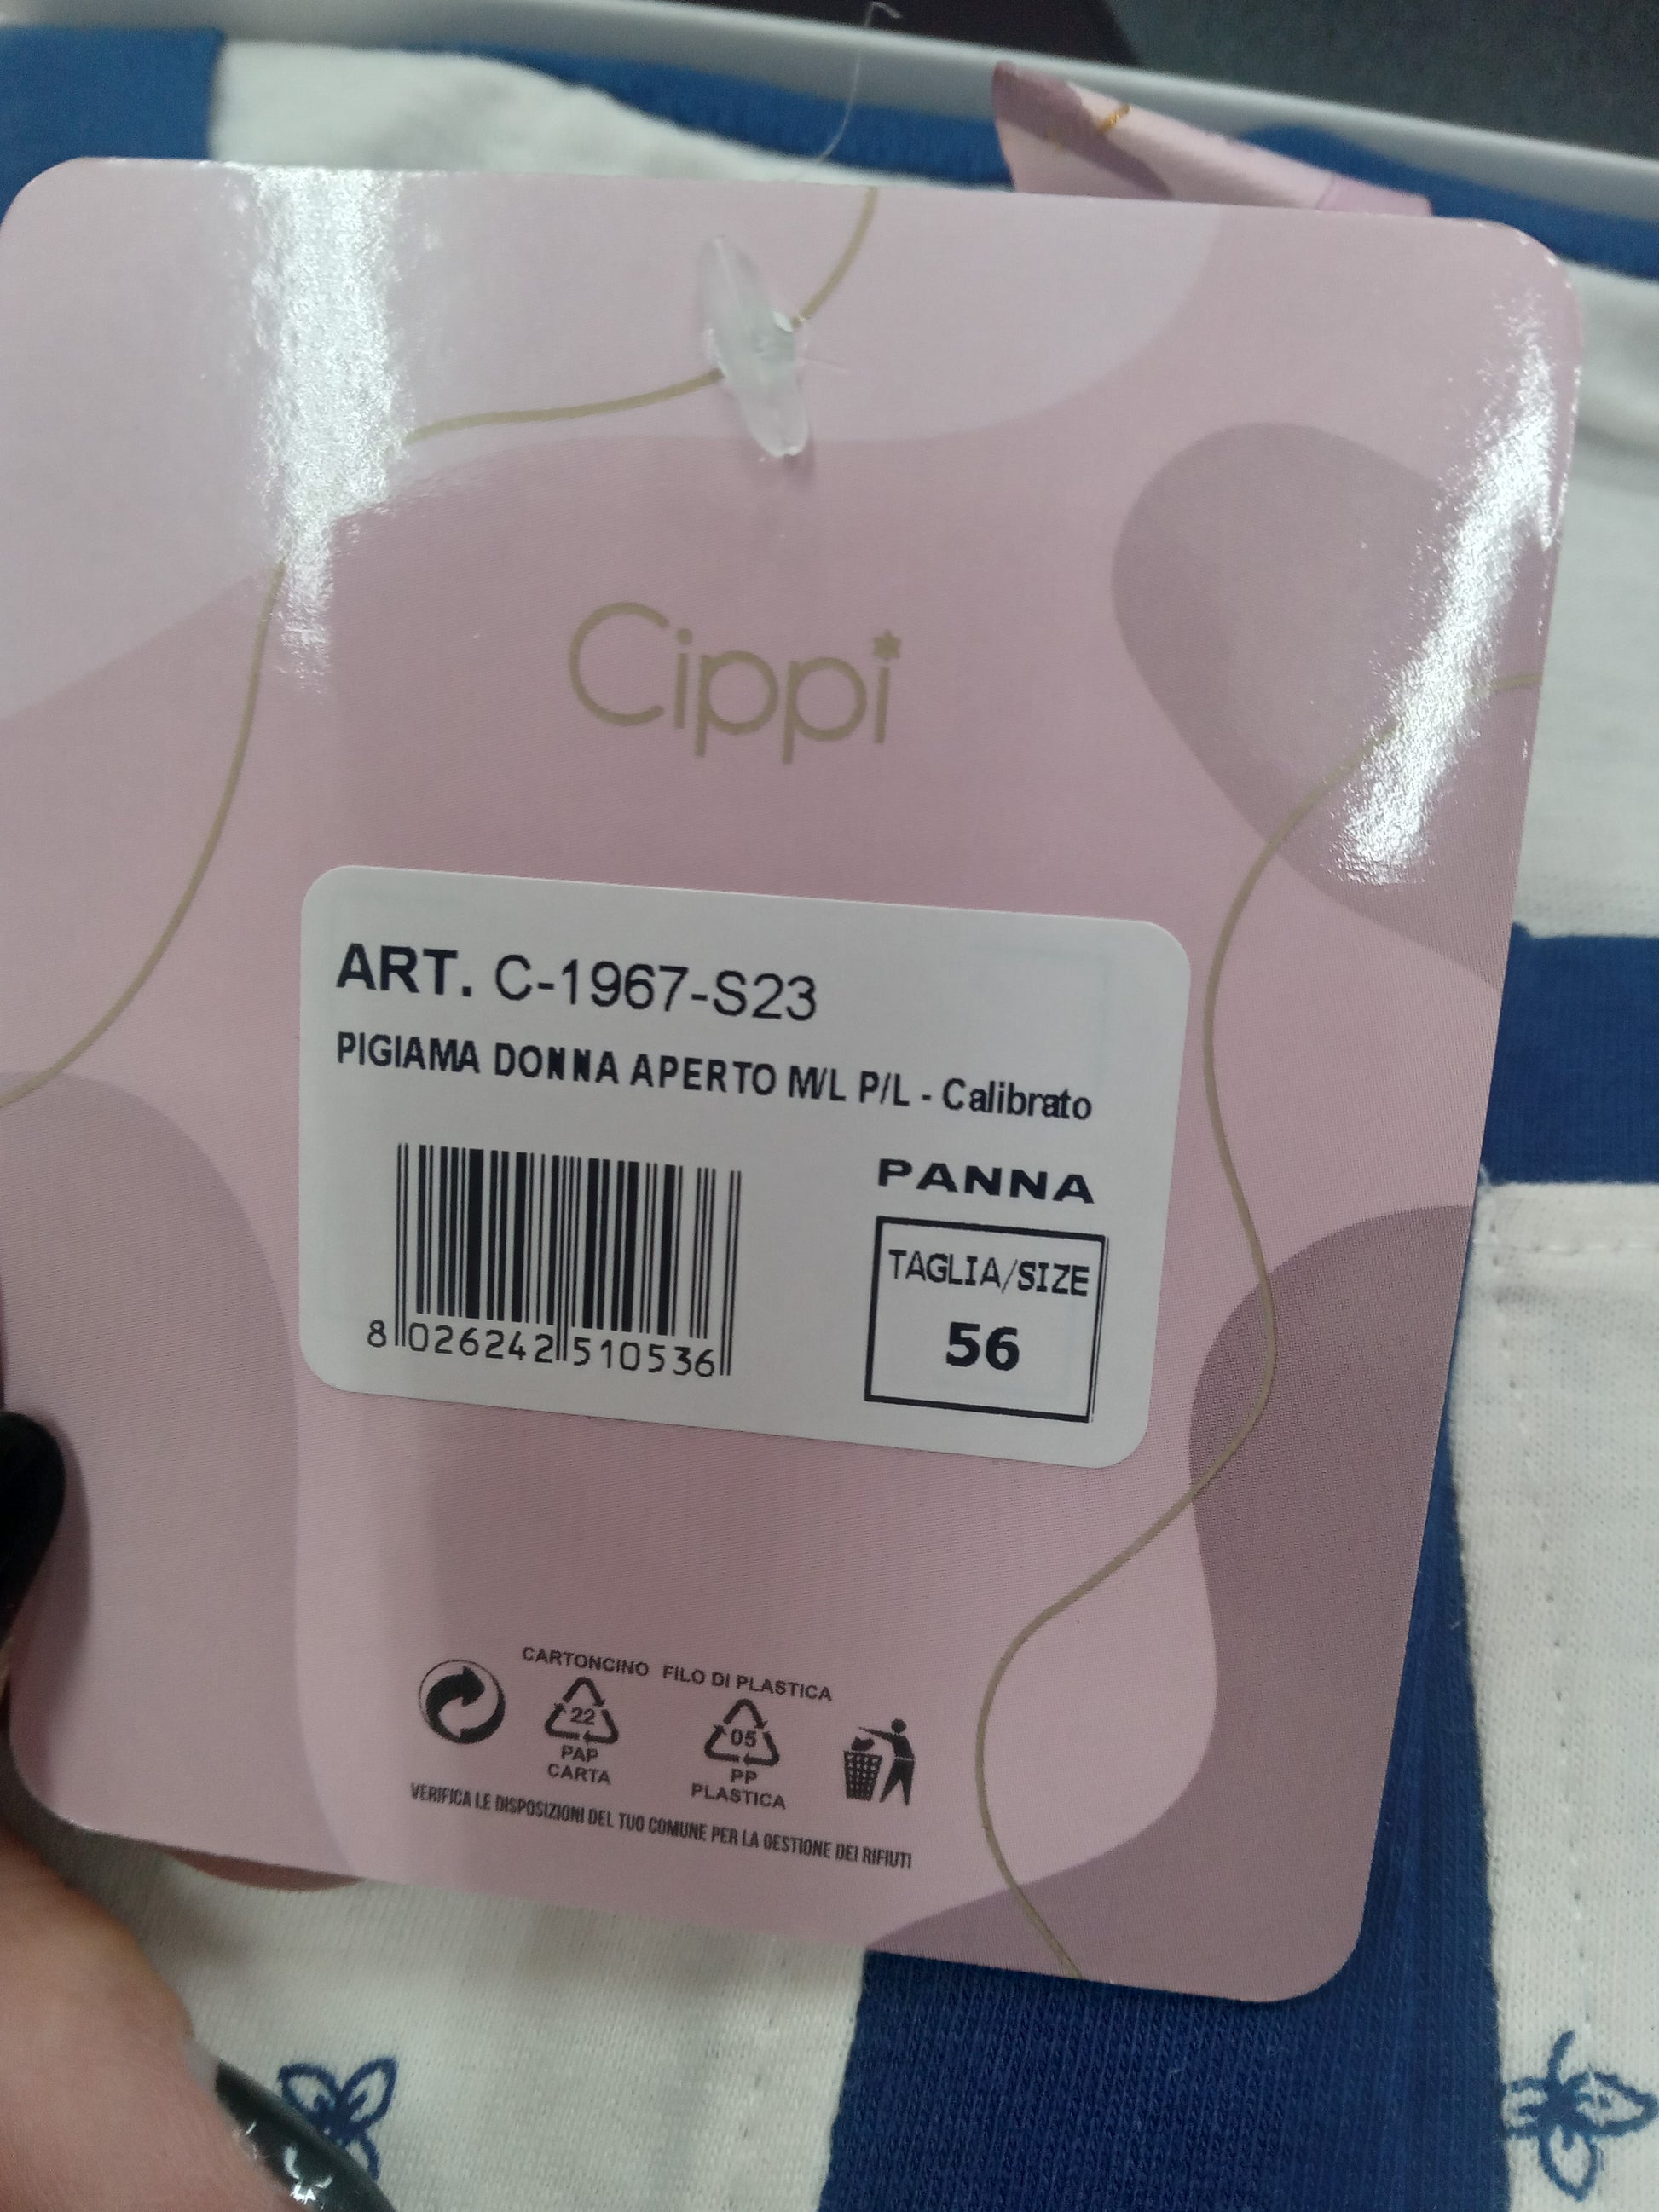 Cippi
ART. C-1967-S23
PIGIAMA DONNA APERTO M/L P/L - Calibrato
PANNA
TAGLIA/SIZE
56
8 026242 510536
CARTONCINO FILO DI PLASTICA
22 05
PAP PP
CARTA PLASTICA
VERIFICA LE DISPOSIZIONI DEL TUO COMUNE PER LA GESTIONE DEI RIFIUTI